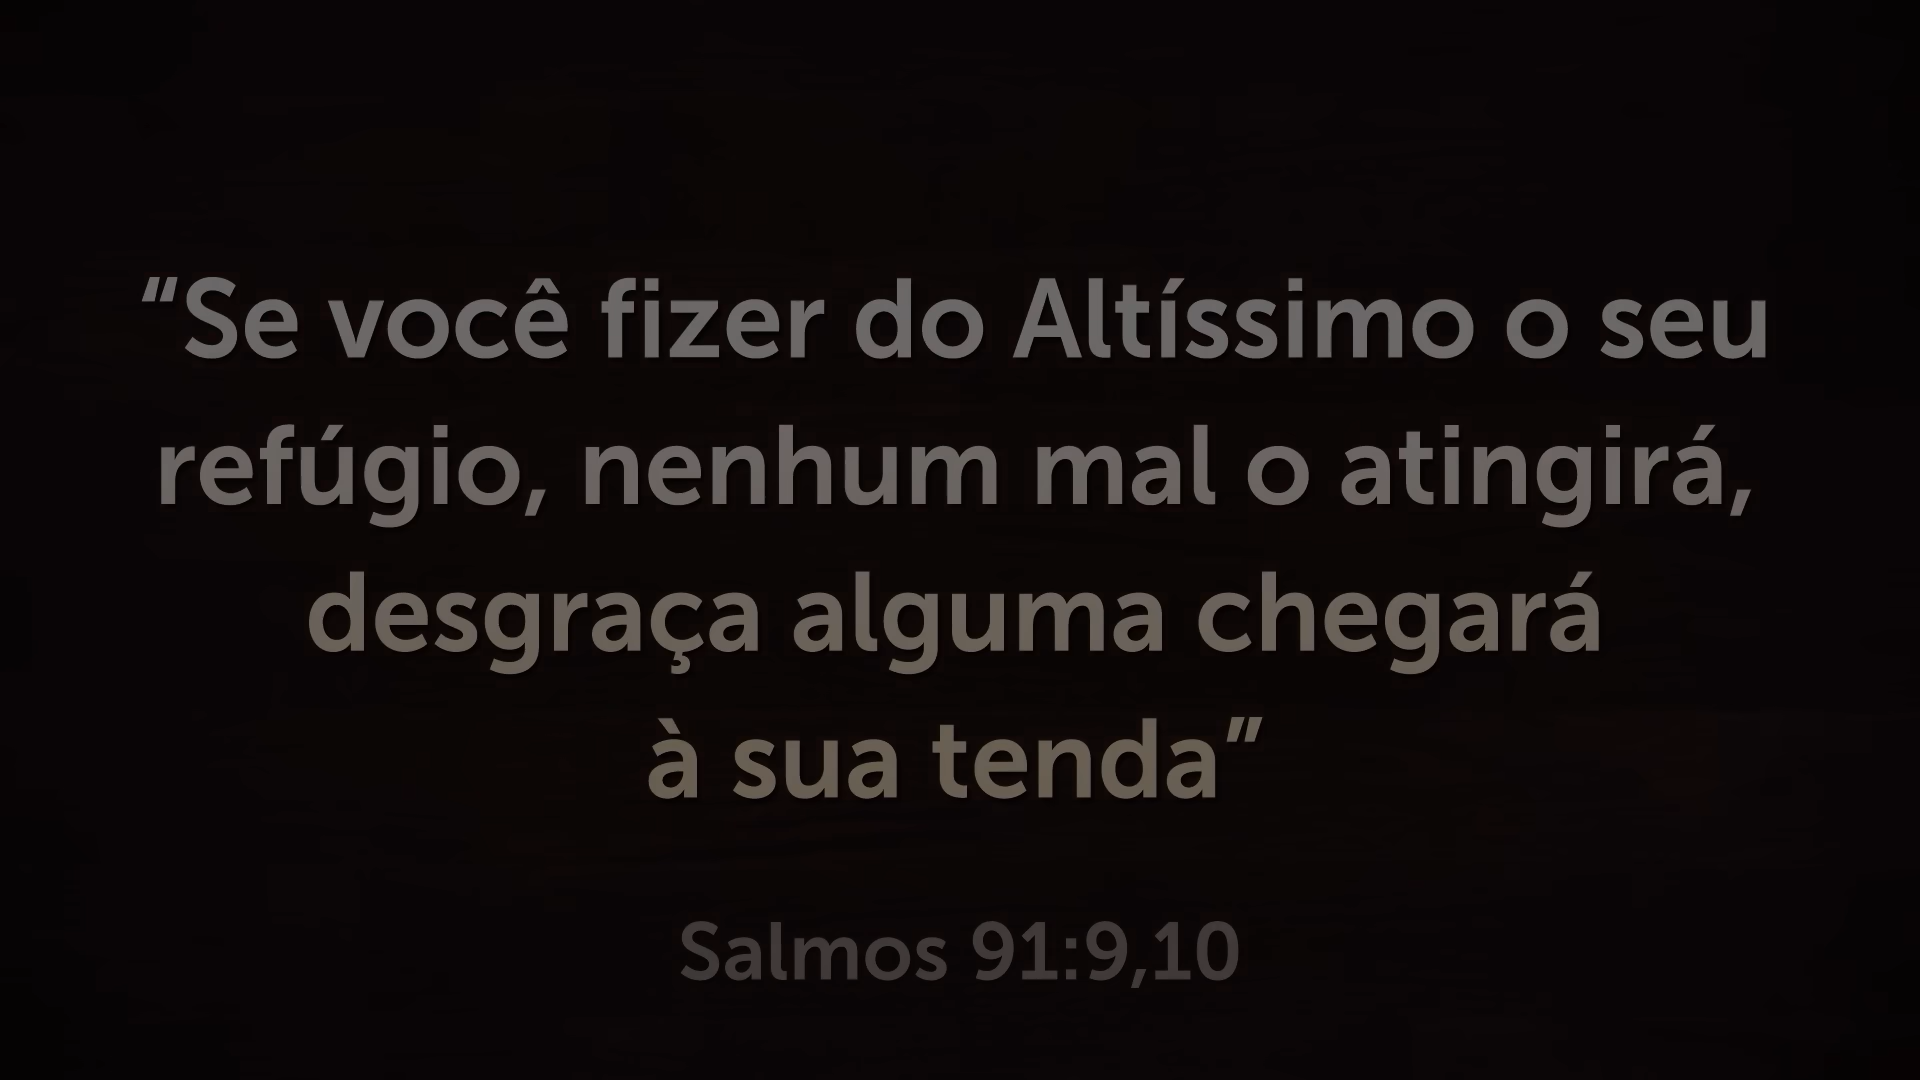 “Se você fizer do Altíssimo o seu
refúgio, nenhum mal o atingirá,
desgraça alguma chegará
à sua tenda”
Salmos 91:9,10